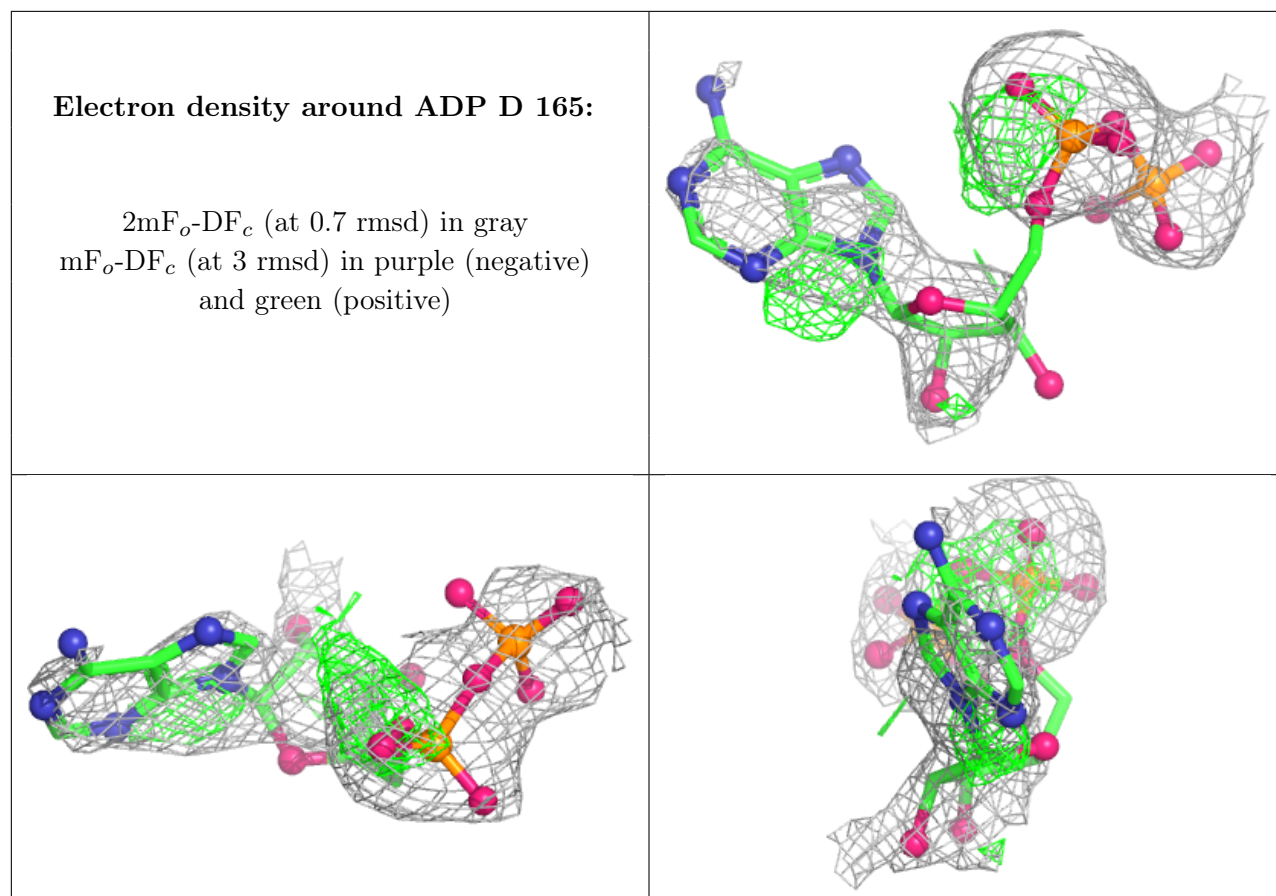 Electron density around ADP D 165:
2mFo-DFc (at 0.7 rmsd) in gray
mFo-DFc (at 3 rmsd) in purple (negative)
and green (positive)